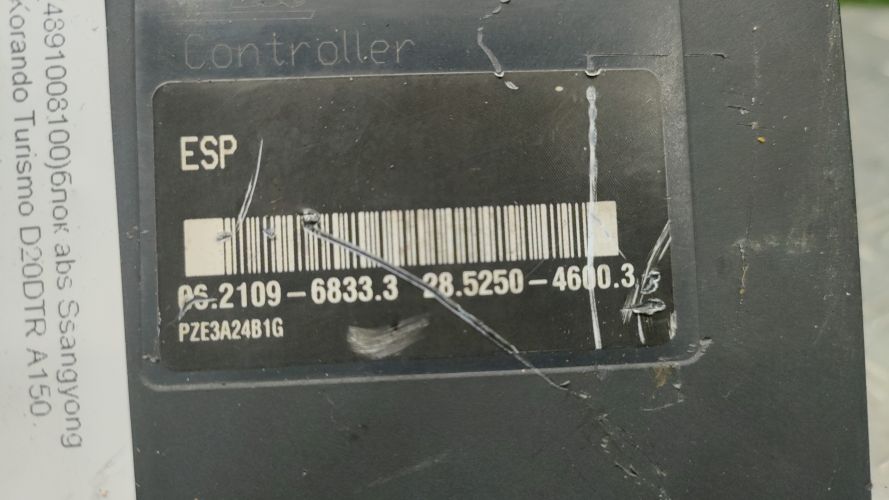 Controller
ESP
06.2109-6833.3 28.5250-4600.3
PZE3A24B1G
4891008100)блок abs Ssangyong
Korando Turismo D20DTR A150.